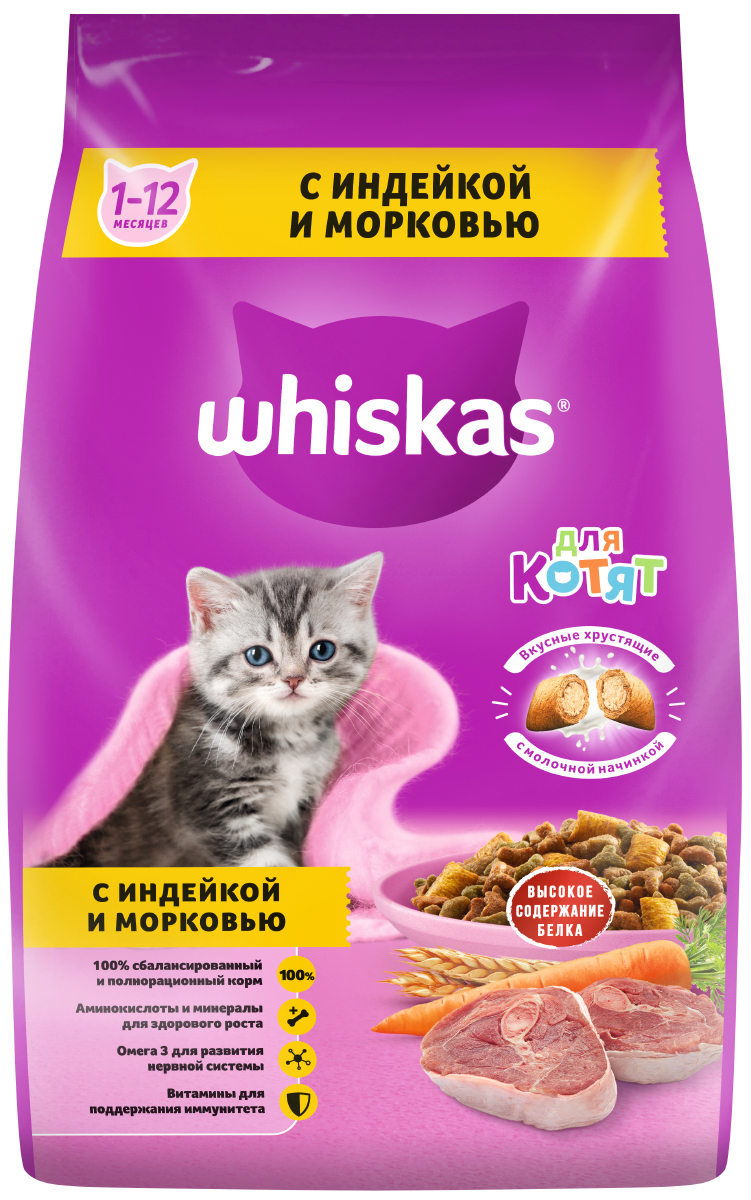 1-12
МЕСЯЦЕВ
С ИНДЕЙКОЙ
И МОРКОВЬЮ
whiskas®
для
КОТЯТ
Вкусные хрустящие
с молочной начинкой
ВЫСОКОЕ
СОДЕРЖАНИЕ
БЕЛКА
С ИНДЕЙКОЙ
И МОРКОВЬЮ
100% сбалансированный
и полнорационный корм
100%
Аминокислоты и минералы
для здорового роста
Омега 3 для развития
нервной системы
Витамины для
поддержания иммунитета